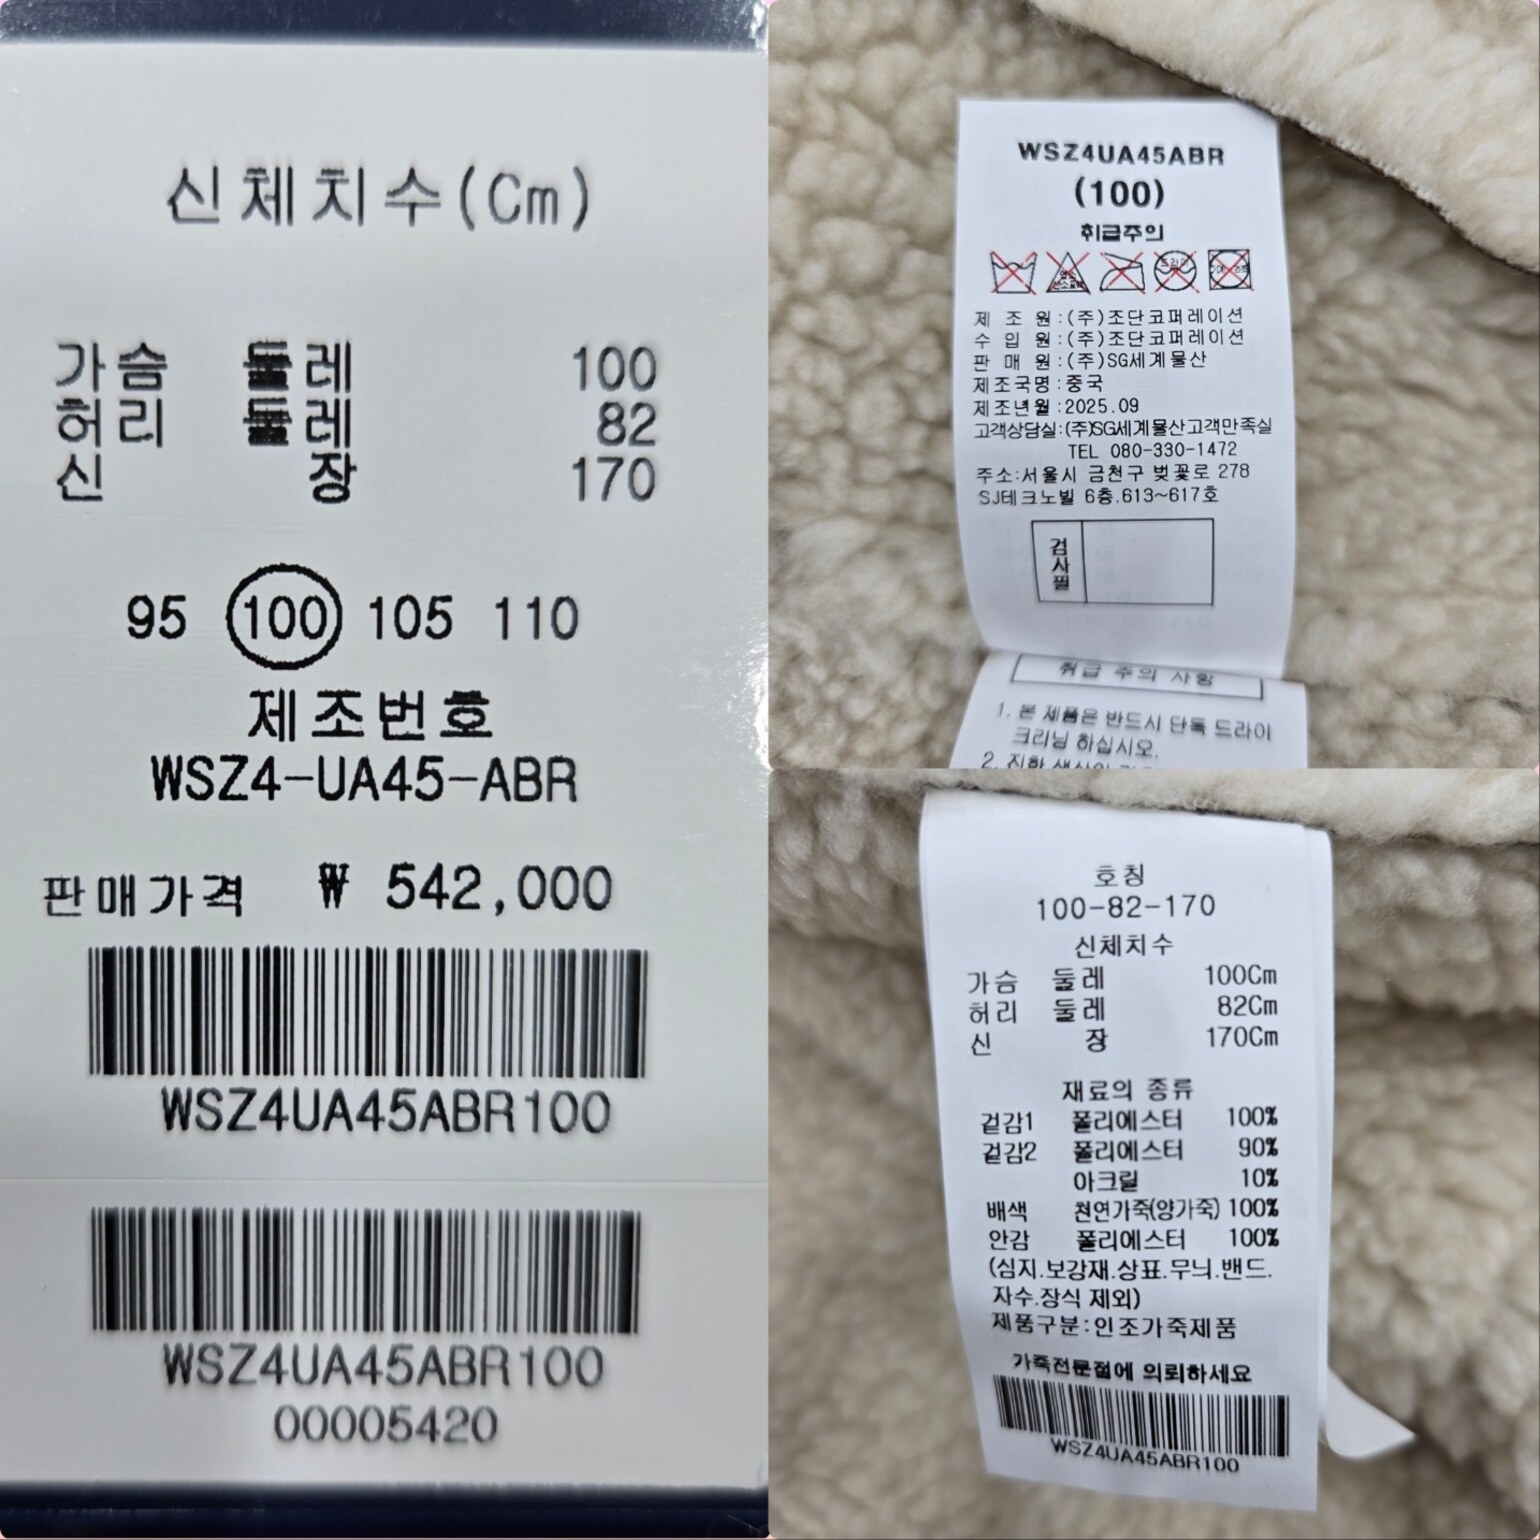 신체치수(Cm)
가슴 둘레 100
허리 둘레 82
신 장 170
95 100 105 110
제조번호
WSZ4-UA45-ABR
판매가격 ₩ 542,000
WSZ4UA45ABR100
WSZ4UA45ABR100
00005420
WSZ4UA45ABR
(100)
취급주의
드라이
제 조 원:(주)조단코퍼레이션
수 입 원:(주)조단코퍼레이션
판 매 원:(주)SG세계물산
제조국명:중국
제조년월:2025.09
고객상담실:(주)SG세계물산고객만족실
TEL 080-330-1472
주소:서울시 금천구 벚꽃로 278
SJ테크노빌 6층.613~617호
검사필
취급 주의 사항
1. 본 제품은 반드시 단독 드라이
크리닝 하십시오.
2.
호칭
100-82-170
신체치수
가슴 둘레 100Cm
허리 둘레 82Cm
신 장 170Cm
재료의 종류
겉감1 폴리에스터 100%
겉감2 폴리에스터 90%
아크릴 10%
배색 천연가죽(양가죽) 100%
안감 폴리에스터 100%
(심지.보강재.상표.무늬.밴드.
자수.장식 제외)
제품구분:인조가죽제품
가죽전문점에 의뢰하세요
WSZ4UA45ABR100